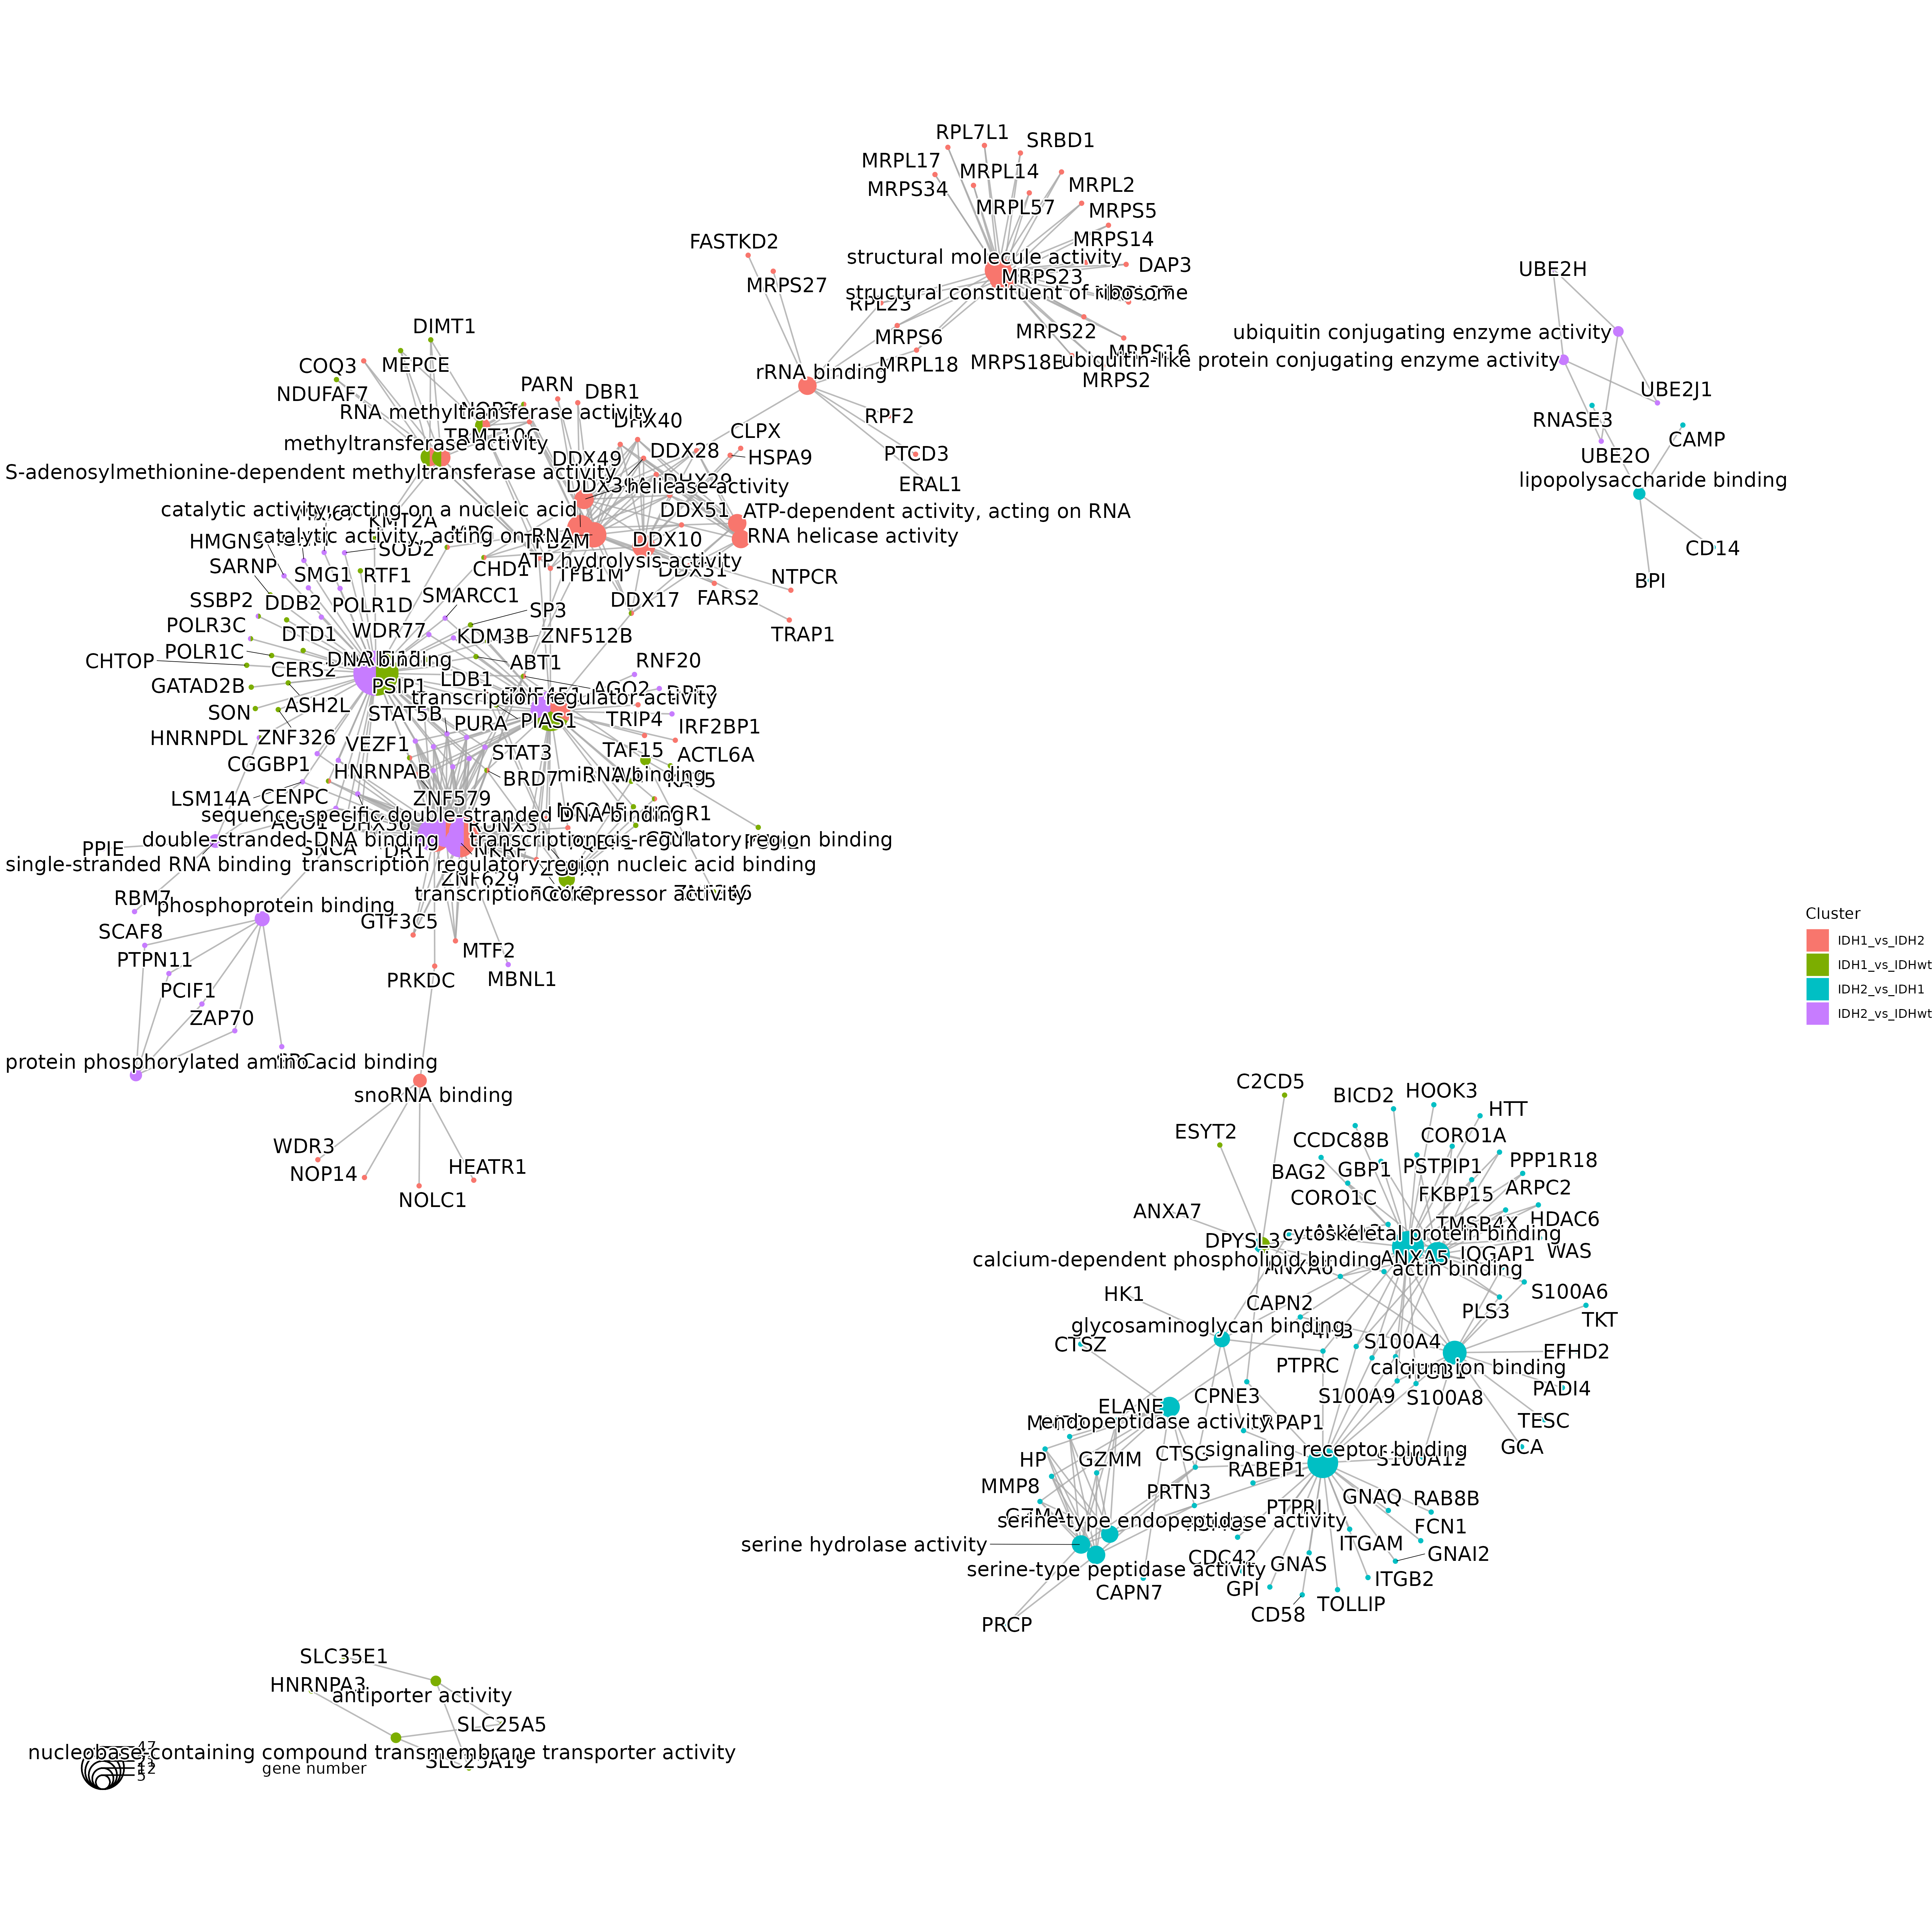 RPL7L1
SRBD1
MRPL17
MRPL14
MRPS34
MRPL2
MRPL57
MRPS5
MRPS14
FASTKD2
structural molecule activity
DAP3
UBE2H
MRPS23
MRPS27
structural constituent of ribosome
RPL23
DIMT1
MRPS22
ubiquitin conjugating enzyme activity
MRPS6
MRPS16
ubiquitin-like protein conjugating enzyme activity
MRPS18B
MRPL18
COQ3
MEPCE
rRNA binding
MRPS2
PARN
DBR1
UBE2J1
NDUFAF7
RNA methyltransferase activity
RPF2
DHX40
RNASE3
CLPX
TRMT10C
CAMP
methyltransferase activity
DDX28
PTCD3
UBE2O
HSPA9
DDX49
S-adenosylmethionine-dependent methyltransferase activity
lipopolysaccharide binding
ERAL1
helicase activity
catalytic activity, acting on a nucleic acid
DDX51
ATP-dependent activity, acting on RNA
KMT2A
catalytic activity, acting on RNA
DDX10
RNA helicase activity
CD14
SOD2
ATP hydrolysis activity
SARNP
CHD1
TFB1M
DDX31
NTPCR
BPI
SMG1
RTF1
SMARCC1
DDX17
FARS2
SSBP2
DDB2
POLR1D
SP3
POLR3C
DTD1
WDR77
KDM3B
ZNF512B
TRAP1
POLR1C
CHTOP
CERS2
DNA binding
ABT1
RNF20
GATAD2B
PSIP1
LDB1
AGO2
transcription regulator activity
ASH2L
SON
STAT5B
PURA
PIAS1
TRIP4
IRF2BP1
HNRNPDL
ZNF326
VEZF1
STAT3
TAF15
ACTL6A
CGGBP1
HNRNPAB
BRD7
miRNA binding
LSM14A
CENPC
ZNF579
sequence-specific double-stranded DNA binding
double-stranded DNA binding
transcription cis-regulatory region binding
PPIE
single-stranded RNA binding
transcription regulatory region nucleic acid binding
ZNF629
transcription corepressor activity
RBM7
phosphoprotein binding
Cluster
GTF3C5
SCAF8
IDH1_vs_IDH2
MTF2
PTPN11
IDH1_vs_IDHwt
PRKDC
MBNL1
PCIF1
IDH2_vs_IDH1
ZAP70
IDH2_vs_IDHwt
protein phosphorylated amino acid binding
snoRNA binding
C2CD5
BICD2
HOOK3
HTT
ESYT2
CCDC88B
CORO1A
WDR3
BAG2
GBP1
PSTPIP1
PPP1R18
NOP14
HEATR1
CORO1C
FKBP15
ARPC2
NOLC1
ANXA7
TMSB4X
HDAC6
DPYSL3
cytoskeletal protein binding
calcium-dependent phospholipid binding
ANXA5
IQGAP1
WAS
ANXA6
actin binding
HK1
CAPN2
PLS3
S100A6
TKT
glycosaminoglycan binding
CTSZ
S100A4
EFHD2
PTPRC
calcium ion binding
CPNE3
S100A9
S100A8
PADI4
ELANE
endopeptidase activity
TESC
HP
GZMM
CTSC
signaling receptor binding
S100A12
GCA
MMP8
RABEP1
PRTN3
PTPRJ
GNAQ
RAB8B
GZMA
serine-type endopeptidase activity
FCN1
serine hydrolase activity
ITGAM
CDC42
GNAS
GNAI2
serine-type peptidase activity
ITGB2
CAPN7
GPI
CD58
TOLLIP
PRCP
SLC35E1
HNRNPA3
antiporter activity
SLC25A5
nucleobase-containing compound transmembrane transporter activity
SLC25A19
gene number
47
12
5